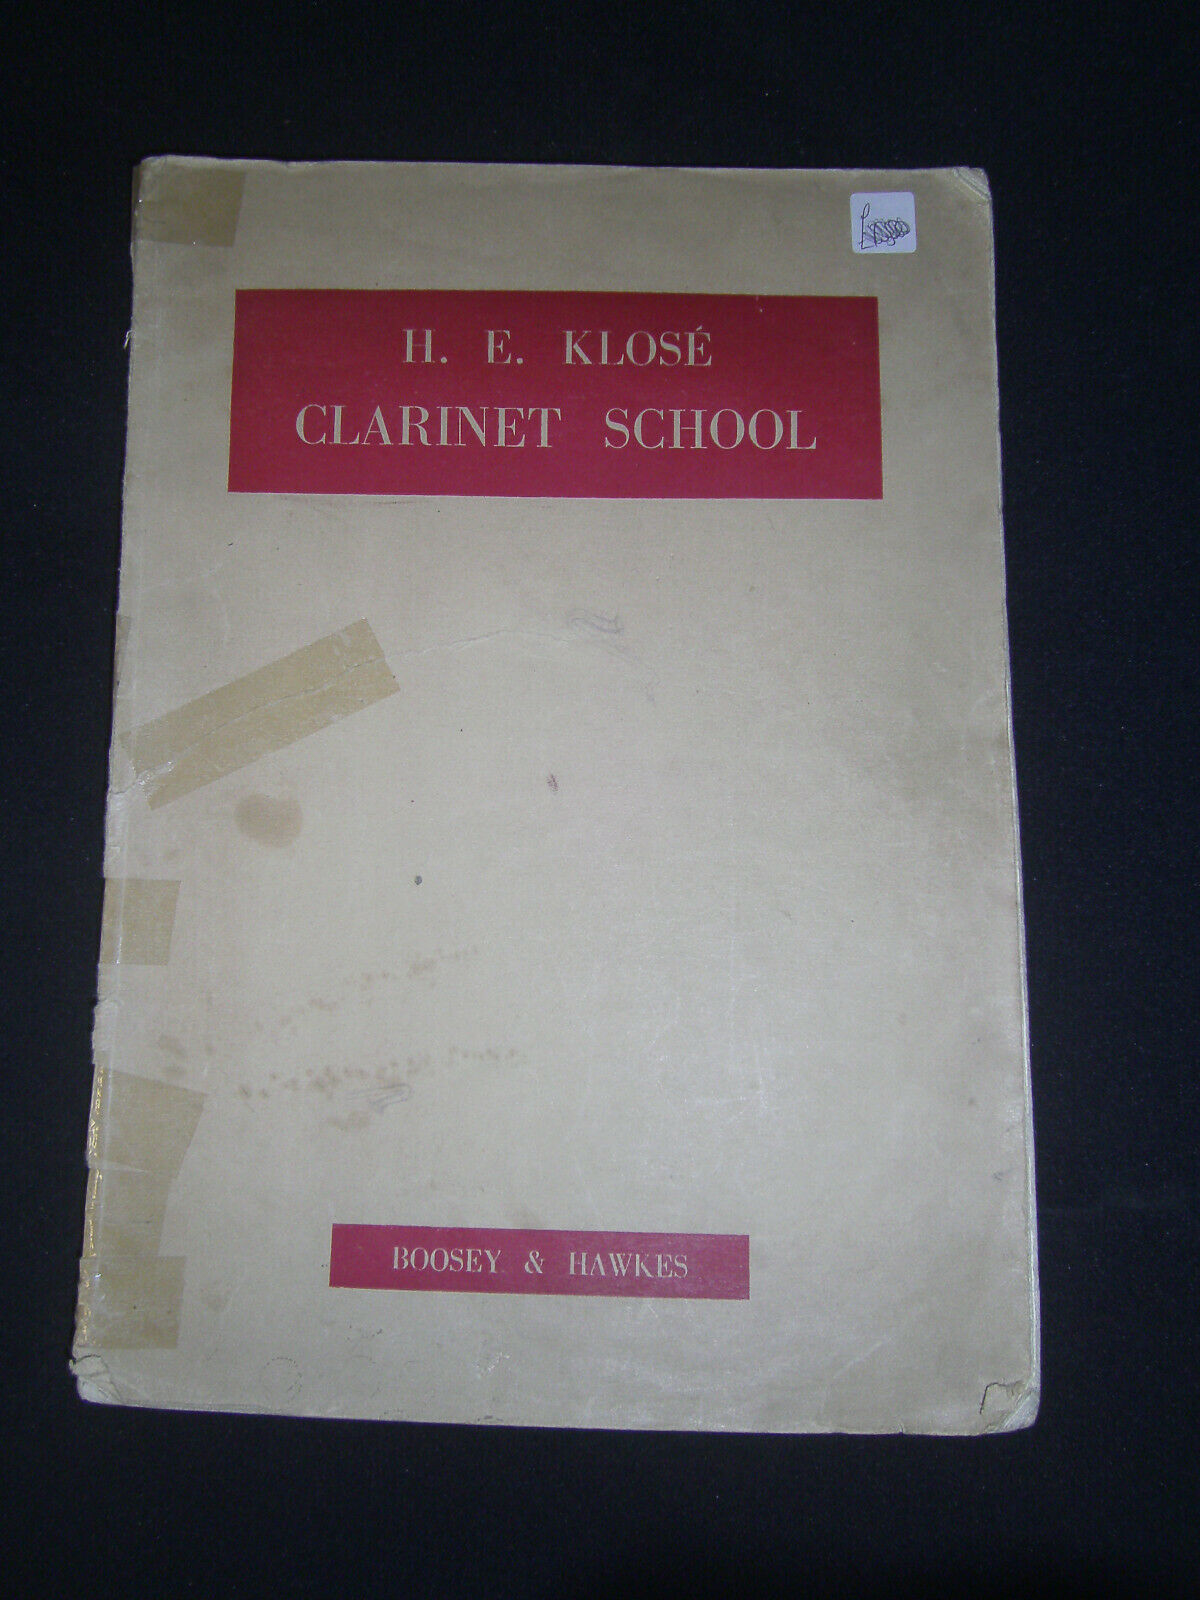 H. E. KLOSÉ
CLARINET SCHOOL
BOOSEY & HAWKES